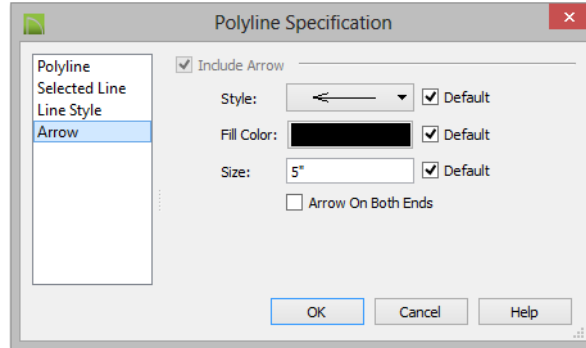 Polyline Specification
Polyline
Selected Line
Line Style
Arrow
Include Arrow
Style: Default
Fill Color: Default
Size: 5" Default
Arrow On Both Ends
OK Cancel Help